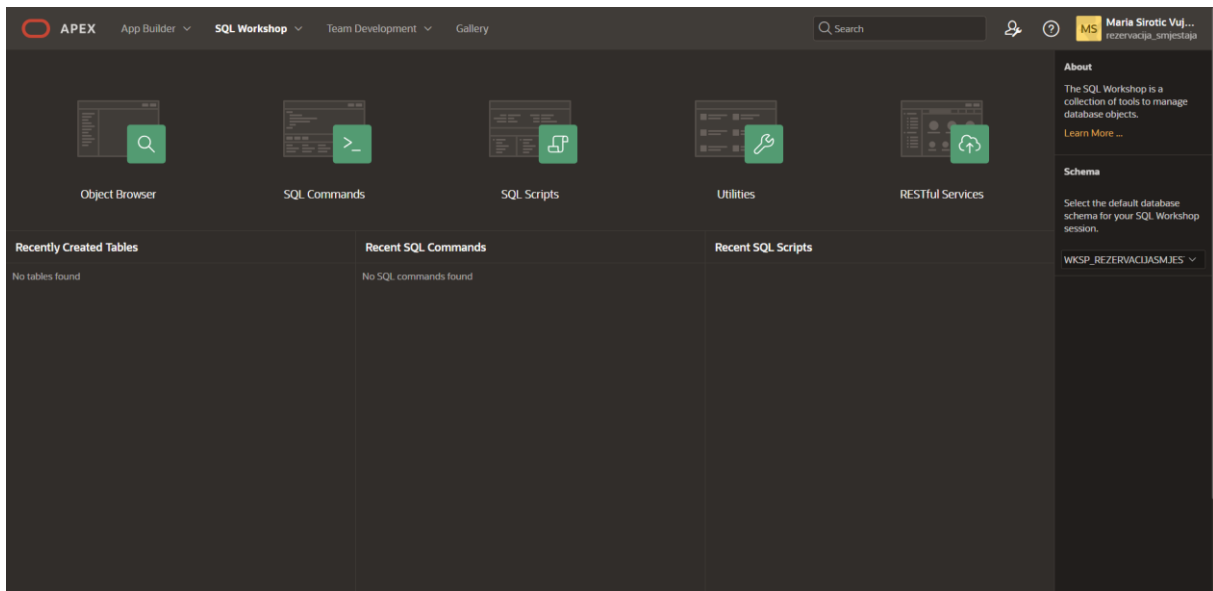 APEX App Builder SQL Workshop Team Development Gallery Search
MS
Maria Sirotic Vuj...
rezervacija_smjestaja
Object Browser
SQL Commands
SQL Scripts
Utilities
RESTful Services
Recently Created Tables
No tables found
Recent SQL Commands
No SQL commands found
Recent SQL Scripts
About
The SQL Workshop is a
collection of tools to manage
database objects.
Learn More ...
Schema
Select the default database
schema for your SQL Workshop
session.
WKSP_REZERVACIJASMJES